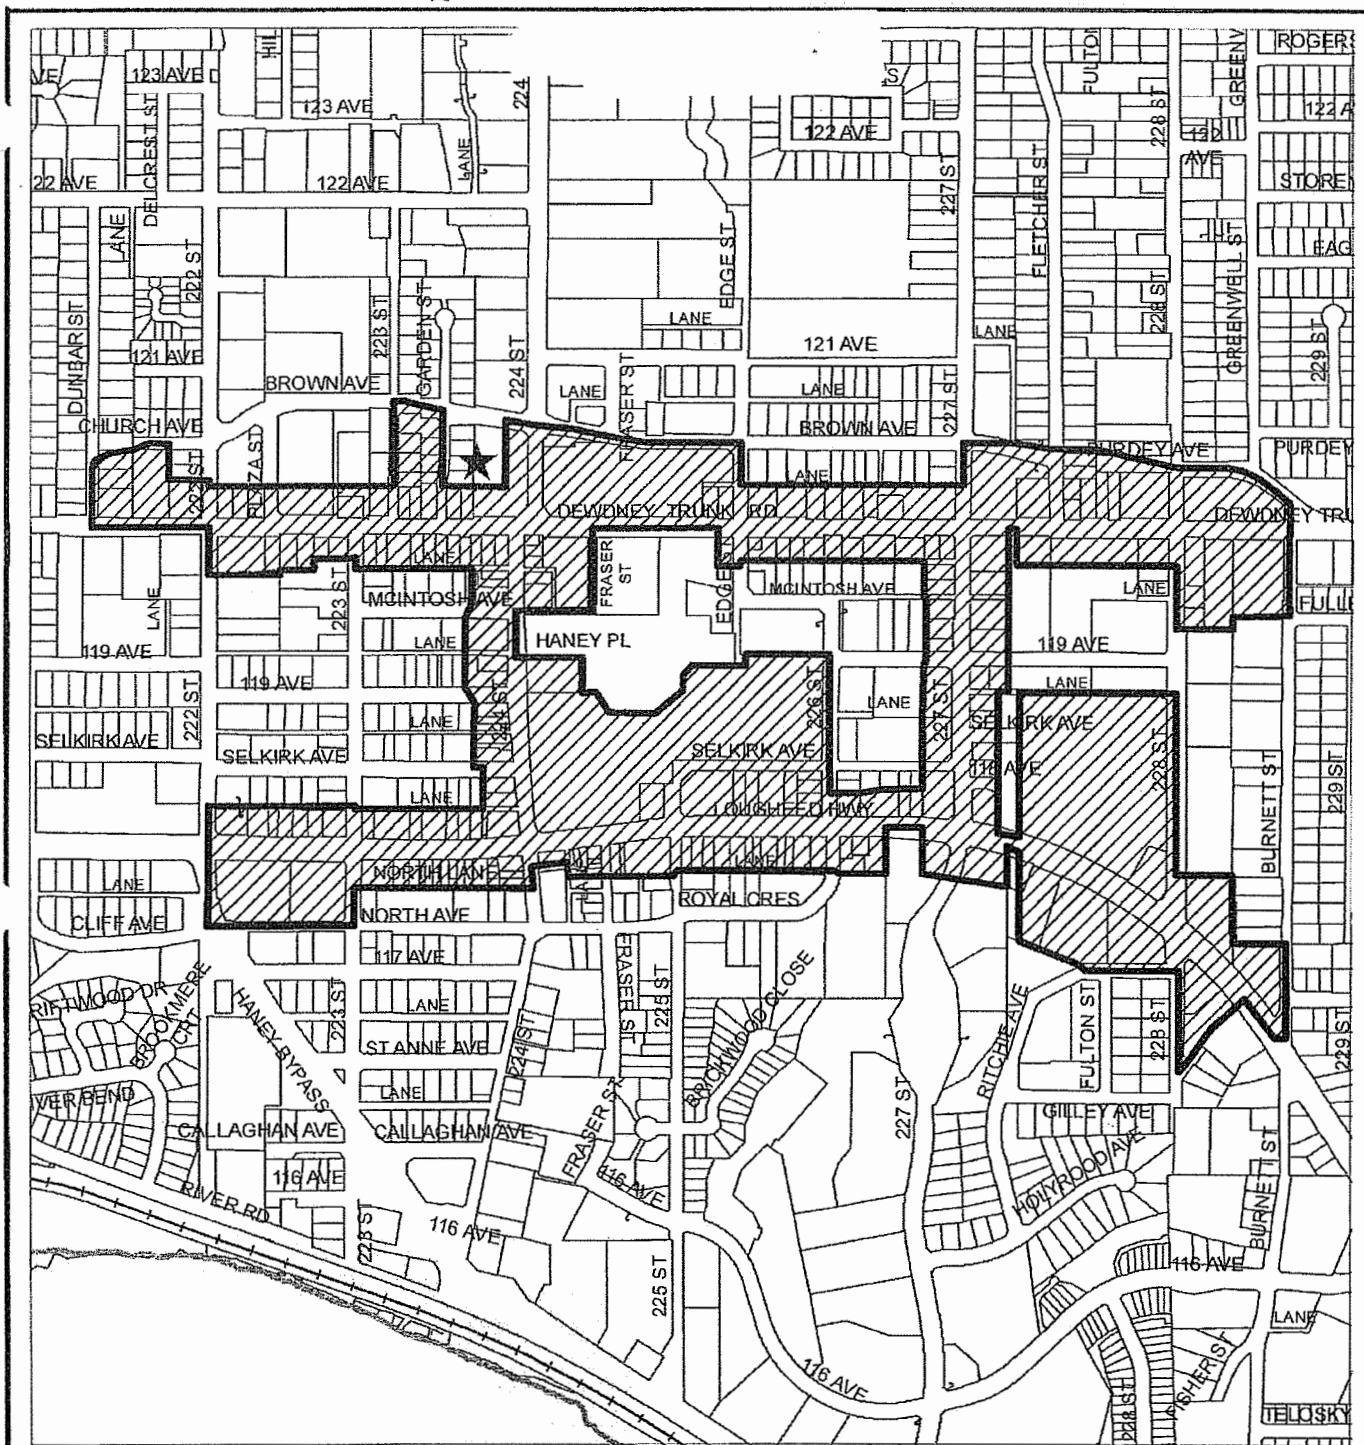 123 AVE
123 AVE
224
ROGERS
122 AVE
228 ST
122 AVE
122 AVE
LANE
227 ST
STORE
22 AVE
DELCREST ST
LANE
222 ST
EDGE ST
FLETCHER ST
GREENWELL ST
EAG
DUNBAR ST
223 ST
GARDEN ST
LANE
121 AVE
LANE
228 ST
229 ST
121 AVE
BROWN AVE
224 ST
LANE
FRASER ST
LANE
227 ST
CHURCH AVE
BROWN AVE
PURDEY AVE
PURDEY
PLAZA ST
222 ST
LANE
DEWDNEY TRUNK RD
DEWDNEY TRU
LANE
FRASER ST
EDGE ST
LANE
223 ST
MCINTOSH AVE
MCINTOSH AVE
LANE
FULLE
LANE
HANEY PL
119 AVE
119 AVE
119 AVE
LANE
222 ST
LANE
224 ST
226 ST
LANE
227 ST
SELKIRK AVE
SELKIRK AVE
SELKIRK AVE
SELKIRK AVE
118 AVE
228 ST
BURNETT ST
229 ST
LANE
LOUGHEED HWY
LANE
NORTH LANE
LANE
LANE
ROYAL CRES
CLIFF AVE
NORTH AVE
117 AVE
FRASER ST
225 ST
BRICKWOOD CLOSE
RIFTWOOD DR
BROOKMERE CRT
HANEY BYPASS
223 ST
LANE
ST ANNE AVE
224 ST
RITCHIE AVE
FULTON ST
228 ST
229 ST
IVER BEND
LANE
CALLAGHAN AVE
CALLAGHAN AVE
FRASER ST
227 ST
GILLEY AVE
116 AVE
116 AVE
HOLYROOD AVE
BURNETT ST
RIVER RD
223 ST
116 AVE
225 ST
116 AVE
LANE
116 AVE
228 ST
FISHER ST
TELOSKY